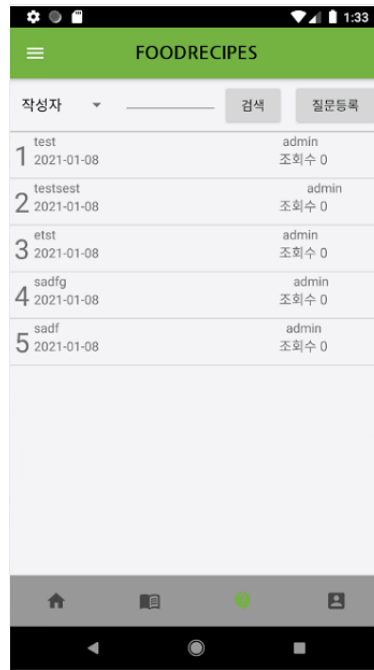 1:33
FOODRECIPES
작성자 검색 질문등록
1 test admin
2021-01-08 조회수 0
2 testsest admin
2021-01-08 조회수 0
3 etst admin
2021-01-08 조회수 0
4 sadfg admin
2021-01-08 조회수 0
5 sadf admin
2021-01-08 조회수 0